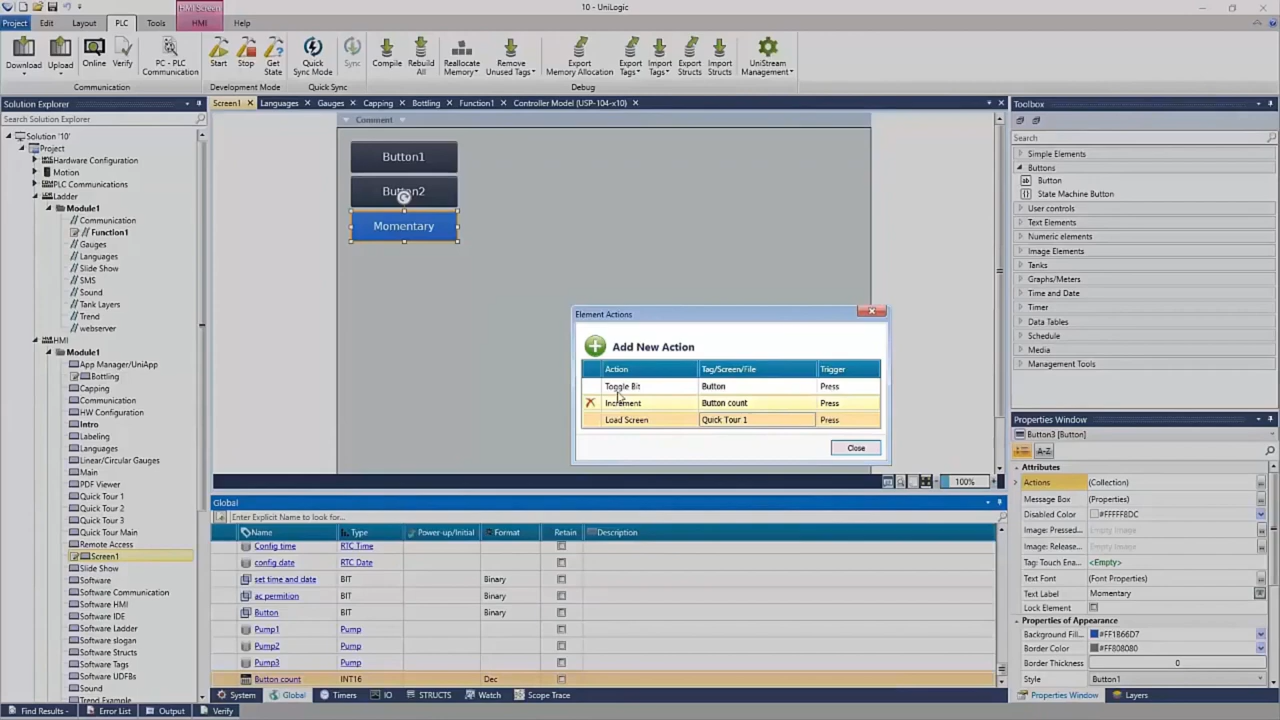 10 - UniLogic
HMI Screen
Project Edit Layout PLC Tools HMI Help
Download Upload Online Verify PC - PLC Communication Start Stop Get State Quick Sync Mode Sync Compile Rebuild All Reallocate Memory Remove Unused Tags Export Memory Allocation Export Tags Import Tags Export Structs Import Structs UniStream Management
Communication Development Mode Quick Sync Debug
Solution Explorer
Search Solution Explorer
Solution '10'
Project
Hardware Configuration
Motion
PLC Communications
Ladder
Module1
Communication
Function1
Gauges
Languages
Slide Show
SMS
Sound
Tank Layers
Trend
webserver
HMI
Module1
App Manager/UniApp
Bottling
Capping
Communication
HW Configuration
Intro
Labeling
Languages
Linear/Circular Gauges
Main
PDF Viewer
Quick Tour 1
Quick Tour 2
Quick Tour 3
Quick Tour Main
Remote Access
Screen1
Slide Show
Software
Software Communication
Software HMI
Software IDE
Software Ladder
Software slogan
Software Structs
Software Tags
Software UDFBs
Sound
Trend Example
Find Results - Error List Output Verify
Screen1 Languages Gauges Capping Bottling Function1 Controller Model (USP-104-x10)
Comment
Button1
Button2
Momentary
Element Actions
Add New Action
Action Tag/Screen/File Trigger
Toggle Bit Button Press
Increment Button count Press
Load Screen Quick Tour 1 Press
Close
100%
Global
Enter Explicit Name to look for...
Name Type Power-up/Initial Format Retain Description
Config time RTC Time
config date RTC Date
set time and date BIT Binary
ac permition BIT Binary
Button BIT Binary
Pump1 Pump
Pump2 Pump
Pump3 Pump
Button count INT16 Dec
System Global Timers IO STRUCTS Watch Scope Trace
Toolbox
Search
Simple Elements
Buttons
Button
State Machine Button
User controls
Text Elements
Numeric elements
Image Elements
Tanks
Graphs/Meters
Time and Date
Data Tables
Schedule
Media
Management Tools
Properties Window
Button3 [Button]
A-Z
Attributes
Actions (Collection)
Message Box (Properties)
Disabled Color #FFFFFBDC
Image: Pressed... Empty Image
Image: Release... Empty Image
Tag: Touch Ena... <Empty>
Text Font (Font Properties)
Text Label Momentary
Lock Element
Properties of Appearance
Background Fill... #FF1B66D7
Border Color #FF808080
Border Thickness 0
Style Button1
Properties Window Layers